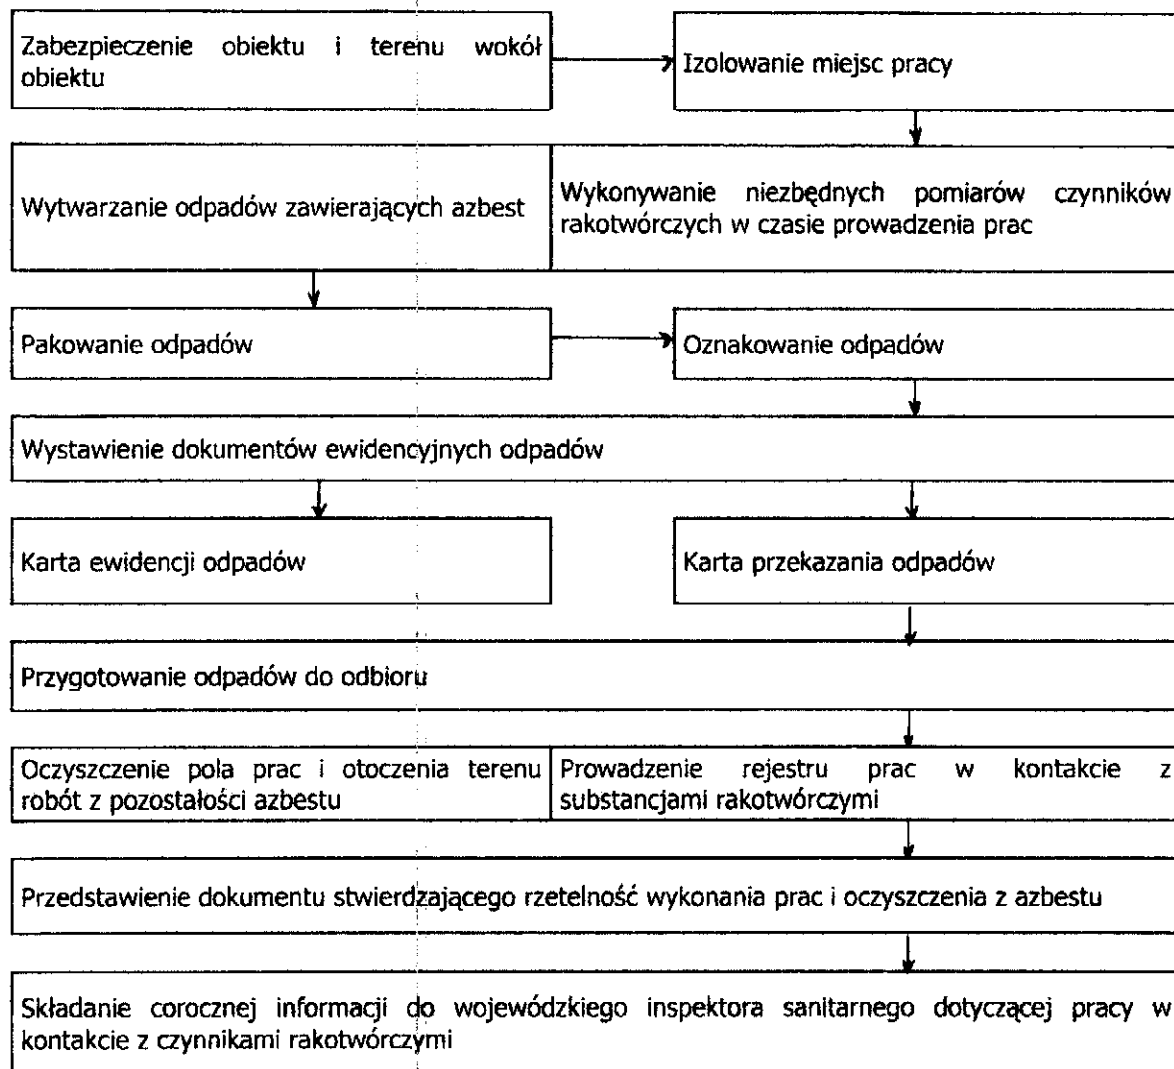 Zabezpieczenie obiektu i terenu wokół
obiektu
Izolowanie miejsc pracy
Wytwarzanie odpadów zawierających azbest
Wykonywanie niezbędnych pomiarów czynników
rakotwórczych w czasie prowadzenia prac
Pakowanie odpadów
Oznakowanie odpadów
Wystawienie dokumentów ewidencyjnych odpadów
Karta ewidencji odpadów
Karta przekazania odpadów
Przygotowanie odpadów do odbioru
Oczyszczenie pola prac i otoczenia terenu
robót z pozostałości azbestu
Prowadzenie rejestru prac w kontakcie z
substancjami rakotwórczymi
Przedstawienie dokumentu stwierdzającego rzetelność wykonania prac i oczyszczenia z azbestu
Składanie corocznej informacji do wojewódzkiego inspektora sanitarnego dotyczącej pracy w
kontakcie z czynnikami rakotwórczymi